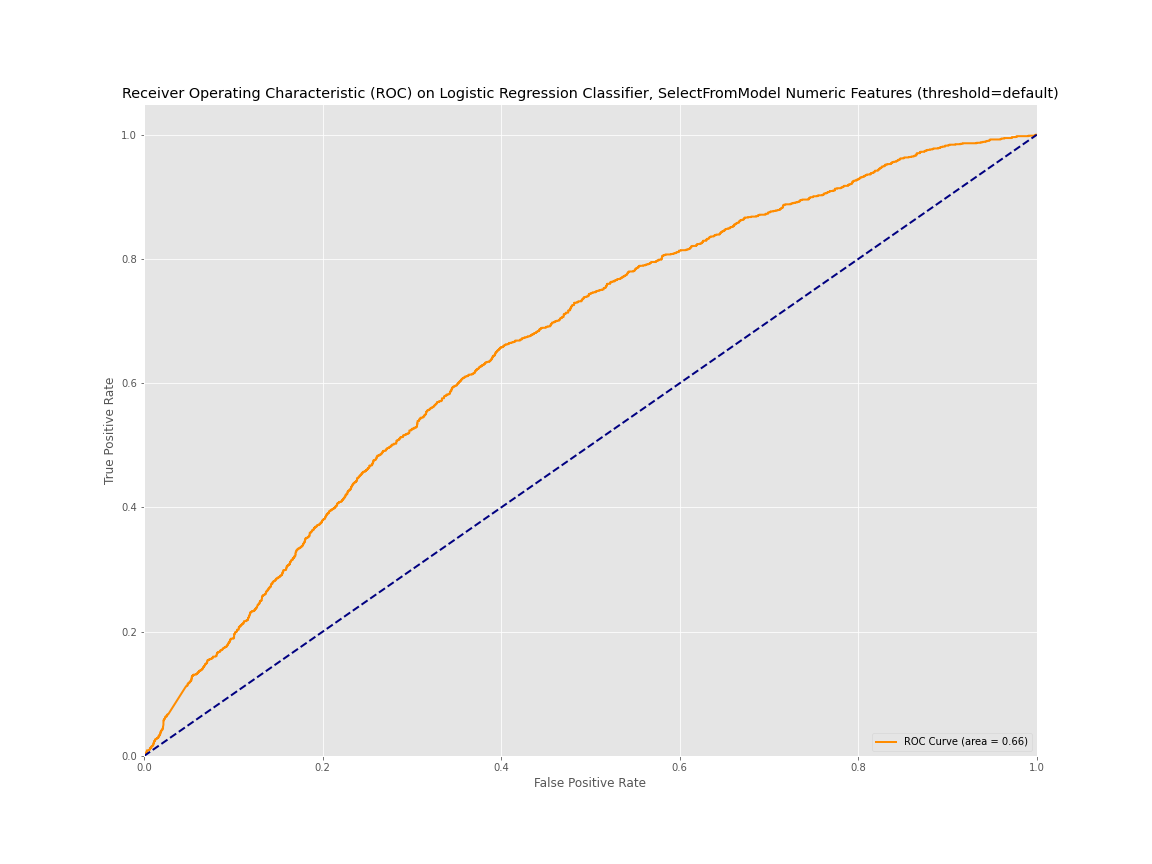 Receiver Operating Characteristic (ROC) on Logistic Regression Classifier, SelectFromModel Numeric Features (threshold=default)
1.0
0.8
0.6
0.4
0.2
0.0
True Positive Rate
ROC Curve (area = 0.66)
0.0 0.2 0.4 0.6 0.8 1.0
False Positive Rate